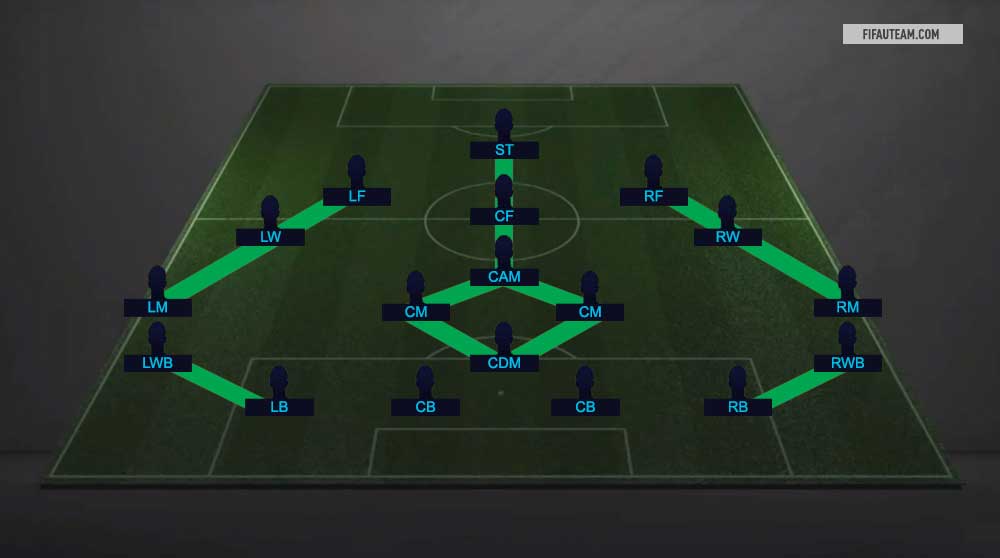 FIFAUTEAM.COM
ST
LF
RF
CF
LW
RW
CAM
LM
CM
CM
RM
LWB
CDM
RWB
LB
CB
CB
RB